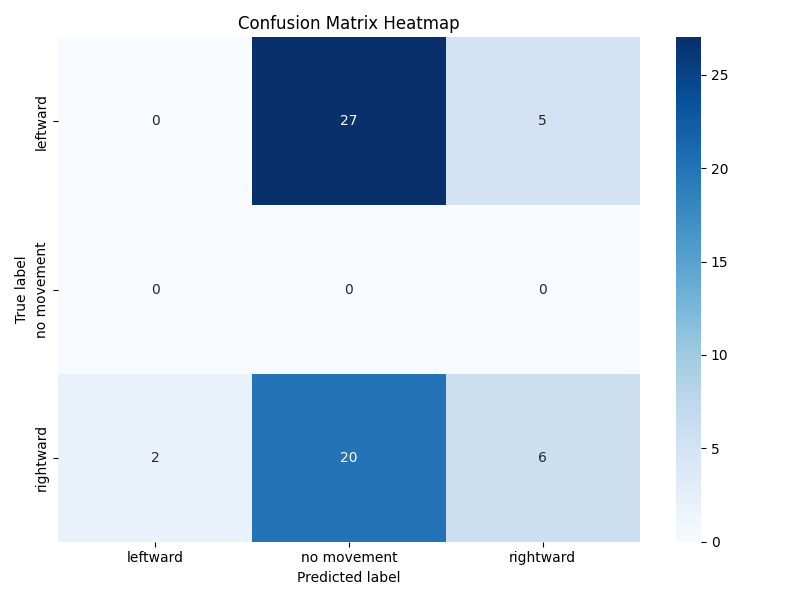 Confusion Matrix Heatmap
True label
leftward
0 27 5
no movement
0 0 0
rightward
2 20 6
leftward no movement rightward
Predicted label
25
20
15
10
5
0